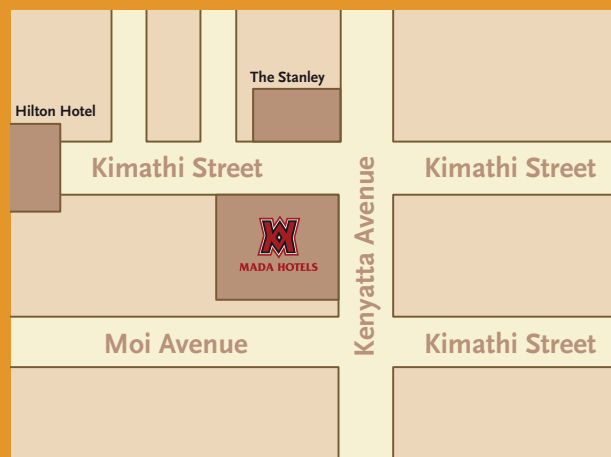 The Stanley
Hilton Hotel
Kimathi Street
Kimathi Street
Kenyatta Avenue
MADA HOTELS
Moi Avenue
Kimathi Street